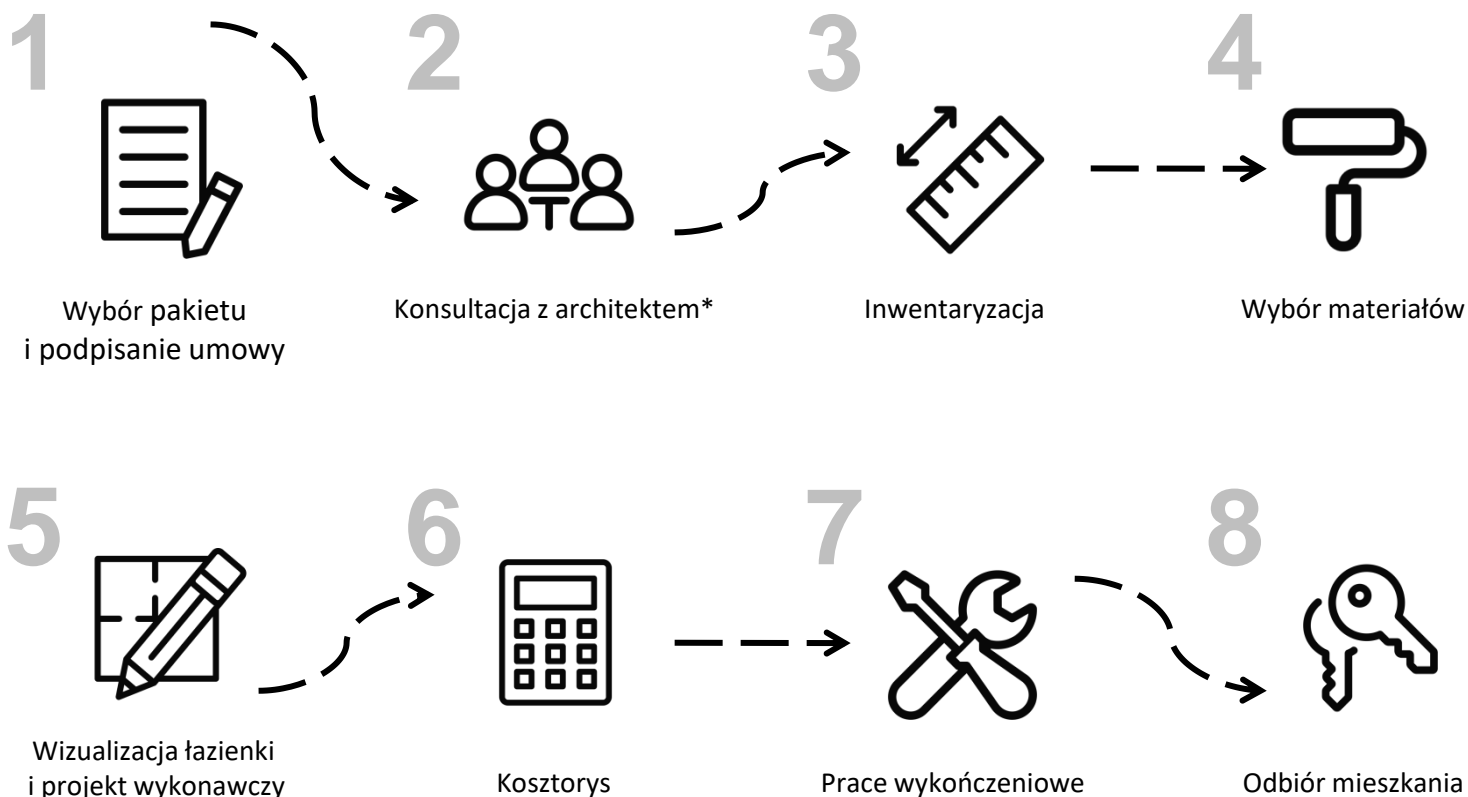 1
2
3
4
Wybór pakietu
i podpisanie umowy
Konsultacja z architektem*
Inwentaryzacja
Wybór materiałów
5
6
7
8
Wizualizacja łazienki
i projekt wykonawczy
Kosztorys
Prace wykończeniowe
Odbiór mieszkania